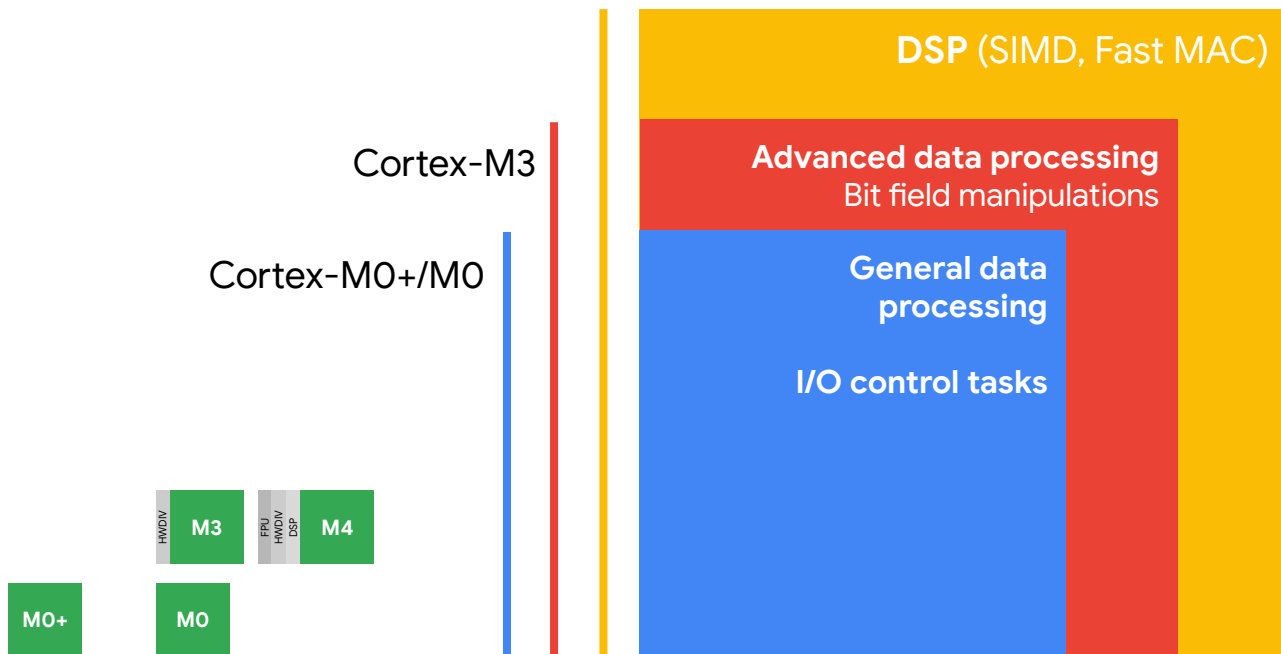 DSP (SIMD, Fast MAC)
Cortex-M3
Advanced data processing
Bit field manipulations
Cortex-M0+/M0
General data
processing
I/O control tasks
HWDIV
M3
FPU
HWDIV
DSP
M4
M0+
M0